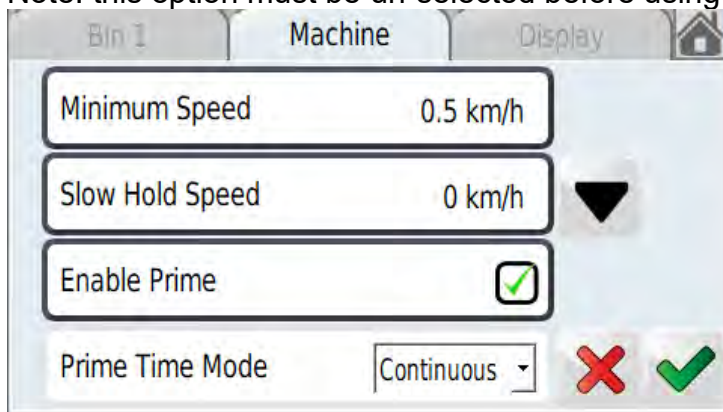 Note: this option must be un-selected before using
Bin 1 Machine Display
Minimum Speed 0.5 km/h
Slow Hold Speed 0 km/h
Enable Prime
Prime Time Mode Continuous